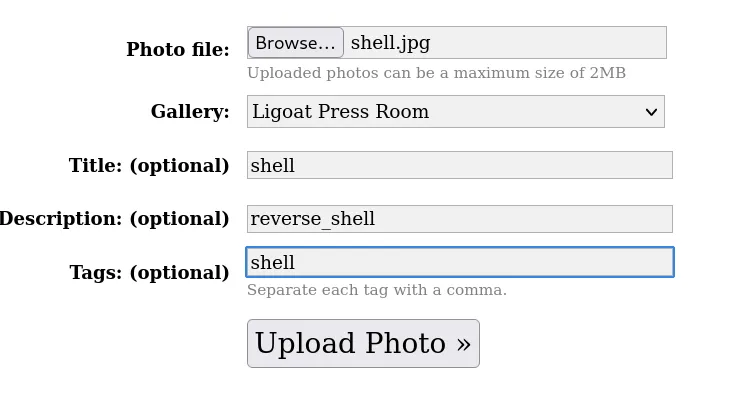 Photo file: Browse... shell.jpg
Uploaded photos can be a maximum size of 2MB
Gallery: Ligoat Press Room
Title: (optional) shell
Description: (optional) reverse_shell
Tags: (optional) shell
Separate each tag with a comma.
Upload Photo »